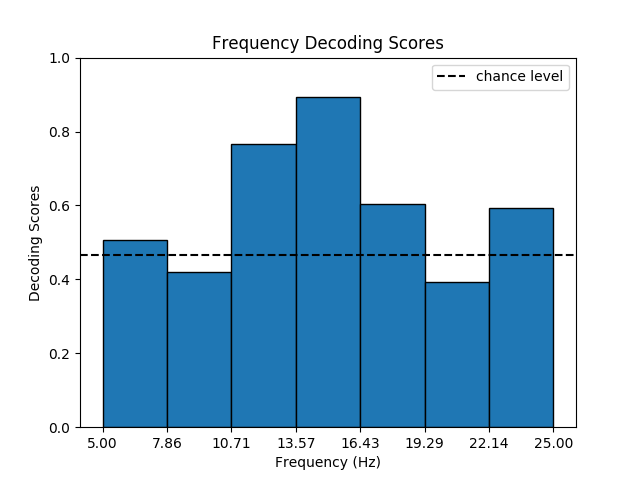 Frequency Decoding Scores
1.0
chance level
0.8
0.6
0.4
0.2
0.0
Decoding Scores
5.00 7.86 10.71 13.57 16.43 19.29 22.14 25.00
Frequency (Hz)